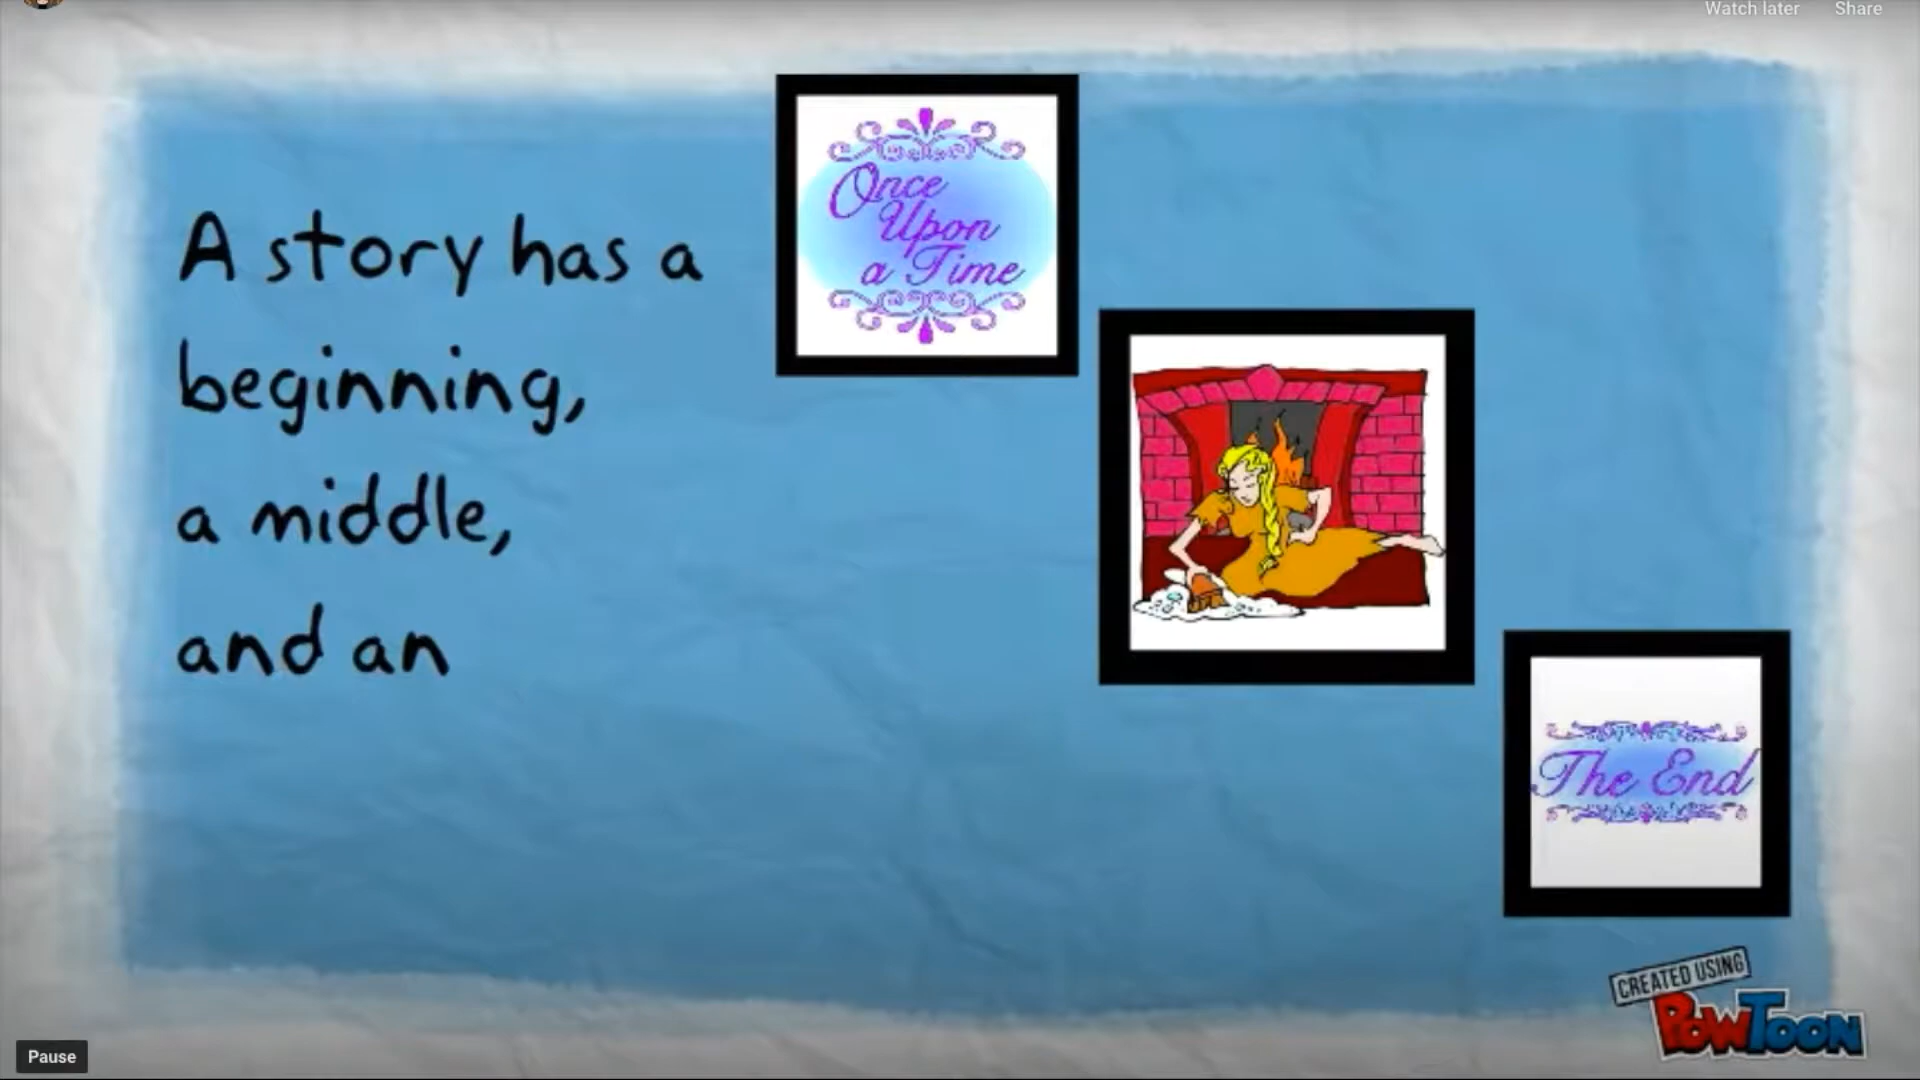 Watch later
Share
A story has a
beginning,
a middle,
and an
Once
Upon
a Time
The End
CREATED USING
POWTOON
Pause